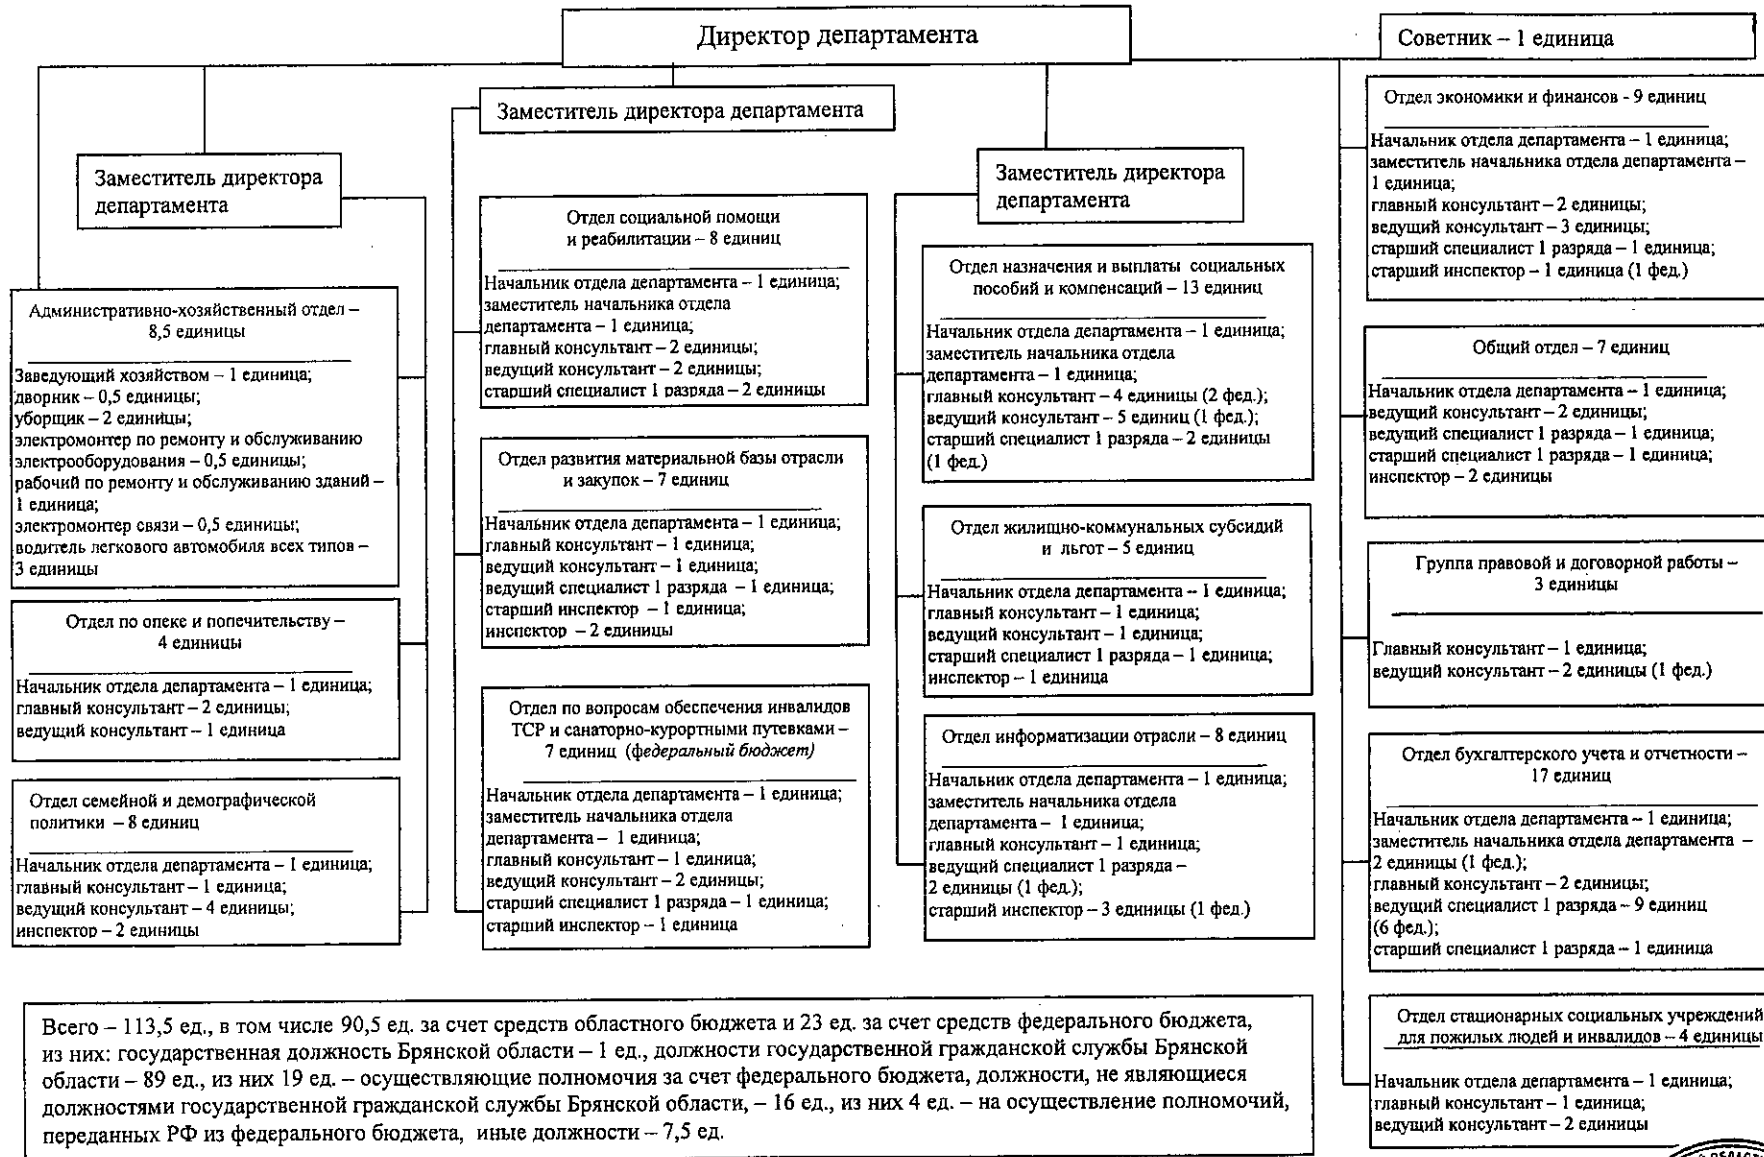 Директор департамента
Советник – 1 единица
Заместитель директора департамента
Заместитель директора
департамента
Заместитель директора
департамента
Административно-хозяйственный отдел –
8,5 единицы
Заведующий хозяйством – 1 единица;
дворник – 0,5 единицы;
уборщик – 2 единицы;
электромонтер по ремонту и обслуживанию
электрооборудования – 0,5 единицы;
рабочий по ремонту и обслуживанию зданий –
1 единица;
электромонтер связи – 0,5 единицы;
водитель легкового автомобиля всех типов –
3 единицы
Отдел по опеке и попечительству –
4 единицы
Начальник отдела департамента – 1 единица;
главный консультант – 2 единицы;
ведущий консультант – 1 единица
Отдел семейной и демографической
политики – 8 единиц
Начальник отдела департамента – 1 единица;
главный консультант – 1 единица;
ведущий консультант – 4 единицы;
инспектор – 2 единицы
Отдел социальной помощи
и реабилитации – 8 единиц
Начальник отдела департамента – 1 единица;
заместитель начальника отдела
департамента – 1 единица;
главный консультант – 2 единицы;
ведущий консультант – 2 единицы;
старший специалист 1 разряда – 2 единицы
Отдел развития материальной базы отрасли
и закупок – 7 единиц
Начальник отдела департамента – 1 единица;
главный консультант – 1 единица;
ведущий консультант – 1 единица;
ведущий специалист 1 разряда – 1 единица;
старший инспектор – 1 единица;
инспектор – 2 единицы
Отдел по вопросам обеспечения инвалидов
ТСР и санаторно-курортными путевками –
7 единиц (федеральный бюджет)
Начальник отдела департамента – 1 единица;
заместитель начальника отдела
департамента – 1 единица;
главный консультант – 1 единица;
ведущий консультант – 2 единицы;
старший специалист 1 разряда – 1 единица;
старший инспектор – 1 единица
Отдел назначения и выплаты социальных
пособий и компенсаций – 13 единиц
Начальник отдела департамента – 1 единица;
заместитель начальника отдела
департамента – 1 единица;
главный консультант – 4 единицы (2 фед.);
ведущий консультант – 5 единиц (1 фед.);
старший специалист 1 разряда – 2 единицы
(1 фед.)
Отдел жилищно-коммунальных субсидий
и льгот – 5 единиц
Начальник отдела департамента – 1 единица;
главный консультант – 1 единица;
ведущий консультант – 1 единица;
старший специалист 1 разряда – 1 единица;
инспектор – 1 единица
Отдел информатизации отрасли – 8 единиц
Начальник отдела департамента – 1 единица;
заместитель начальника отдела
департамента – 1 единица;
главный консультант – 1 единица;
ведущий специалист 1 разряда –
2 единицы (1 фед.);
старший инспектор – 3 единицы (1 фед.)
Отдел экономики и финансов - 9 единиц
Начальник отдела департамента – 1 единица;
заместитель начальника отдела департамента –
1 единица;
главный консультант – 2 единицы;
ведущий консультант – 3 единицы;
старший специалист 1 разряда – 1 единица;
старший инспектор – 1 единица (1 фед.)
Общий отдел – 7 единиц
Начальник отдела департамента – 1 единица;
ведущий консультант – 2 единицы;
ведущий специалист 1 разряда – 1 единица;
старший специалист 1 разряда – 1 единица;
инспектор – 2 единицы
Группа правовой и договорной работы –
3 единицы
Главный консультант – 1 единица;
ведущий консультант – 2 единицы (1 фед.)
Отдел бухгалтерского учета и отчетности –
17 единиц
Начальник отдела департамента – 1 единица;
заместитель начальника отдела департамента –
2 единицы (1 фед.);
главный консультант – 2 единицы;
ведущий специалист 1 разряда – 9 единиц
(6 фед.);
старший специалист 1 разряда – 1 единица
Отдел стационарных социальных учреждений
для пожилых людей и инвалидов – 4 единицы
Начальник отдела департамента – 1 единица;
главный консультант – 1 единица;
ведущий консультант – 2 единицы
Всего – 113,5 ед., в том числе 90,5 ед. за счет средств областного бюджета и 23 ед. за счет средств федерального бюджета,
из них: государственная должность Брянской области – 1 ед., должности государственной гражданской службы Брянской
области – 89 ед., из них 19 ед. – осуществляющие полномочия за счет федерального бюджета, должности, не являющиеся
должностями государственной гражданской службы Брянской области, – 16 ед., из них 4 ед. – на осуществление полномочий,
переданных РФ из федерального бюджета, иные должности – 7,5 ед.